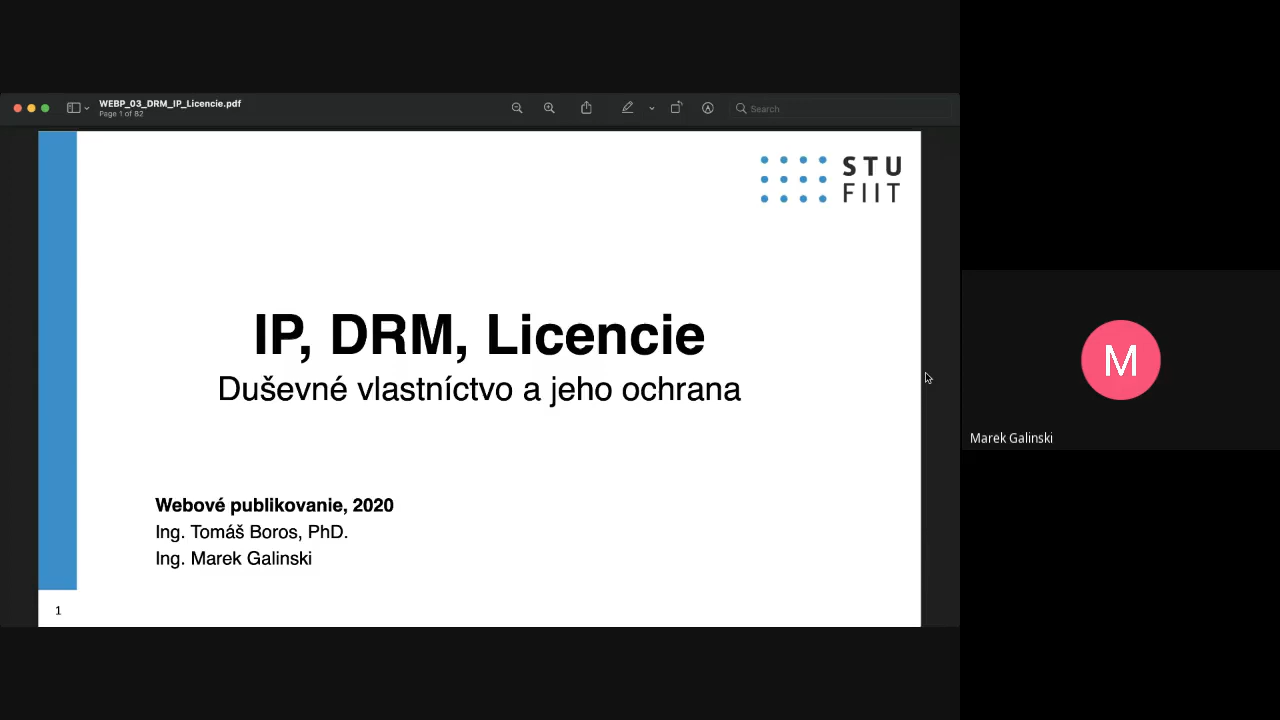 WEBP_03_DRM_IP_Licencie.pdf
Page 1 of 82
Search
STU
FIIT
IP, DRM, Licencie
Duševné vlastníctvo a jeho ochrana
Webové publikovanie, 2020
Ing. Tomáš Boros, PhD.
Ing. Marek Galinski
1
M
Marek Galinski